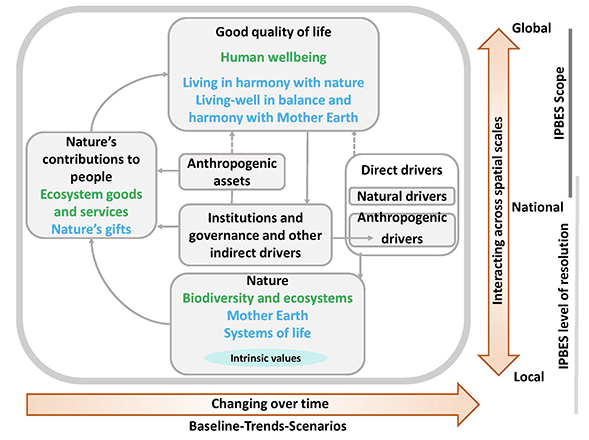 Good quality of life
Human wellbeing
Living in harmony with nature
Living-well in balance and
harmony with Mother Earth
Nature's
contributions to
people
Ecosystem goods
and services
Nature's gifts
Anthropogenic
assets
Direct drivers
Natural drivers
Anthropogenic
drivers
Institutions and
governance and other
indirect drivers
Nature
Biodiversity and ecosystems
Mother Earth
Systems of life
Intrinsic values
Global
National
Local
Interacting across spatial scales
IPBES Scope
IPBES level of resolution
Changing over time
Baseline-Trends-Scenarios